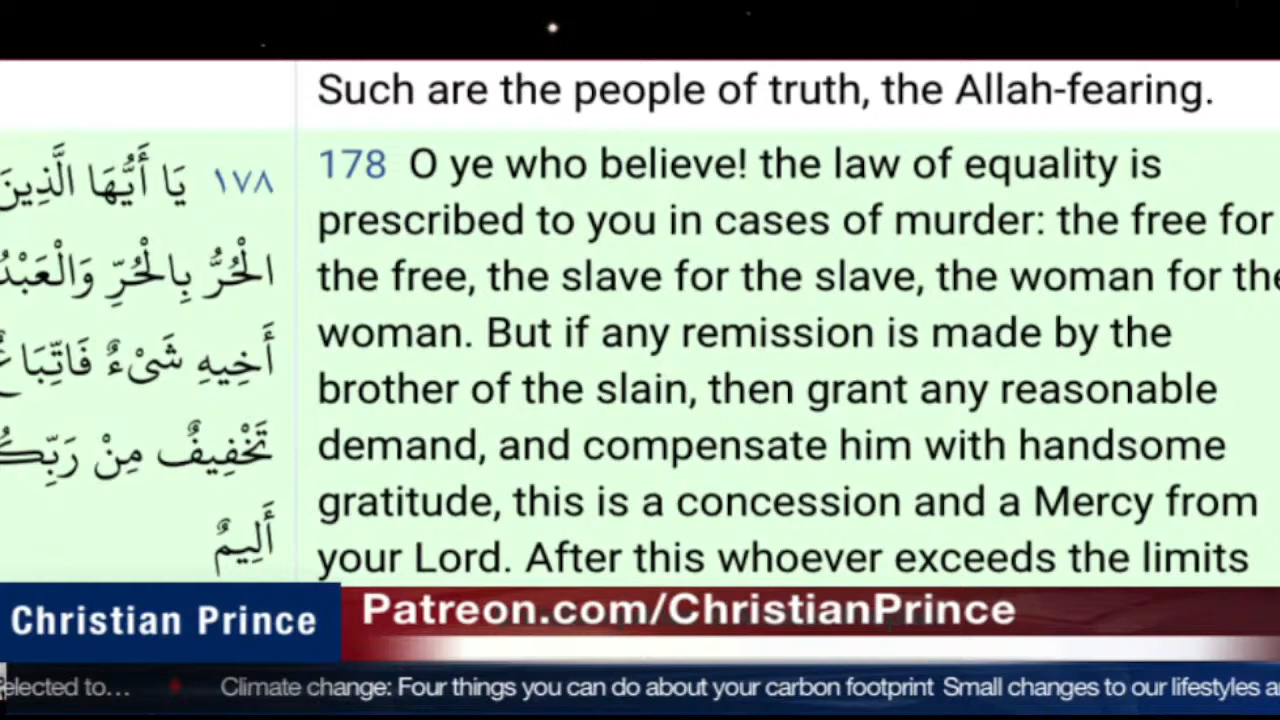 Such are the people of truth, the Allah-fearing.
178 O ye who believe! the law of equality is
prescribed to you in cases of murder: the free for
the free, the slave for the slave, the woman for the
woman. But if any remission is made by the
brother of the slain, then grant any reasonable
demand, and compensate him with handsome
gratitude, this is a concession and a Mercy from
your Lord. After this whoever exceeds the limits
١٧٨ يَا أَيُّهَا الَّذِينَ
الْحُرُّ بِالْحُرِّ وَالْعَبْدُ
أَخِيهِ شَيْءٌ فَاتِّبَاعٌ
تَخْفِيفٌ مِنْ رَبِّكُ
أَلِيمٌ
Christian Prince
Patreon.com/ChristianPrince
elected to... Climate change: Four things you can do about your carbon footprint Small changes to our lifestyles a